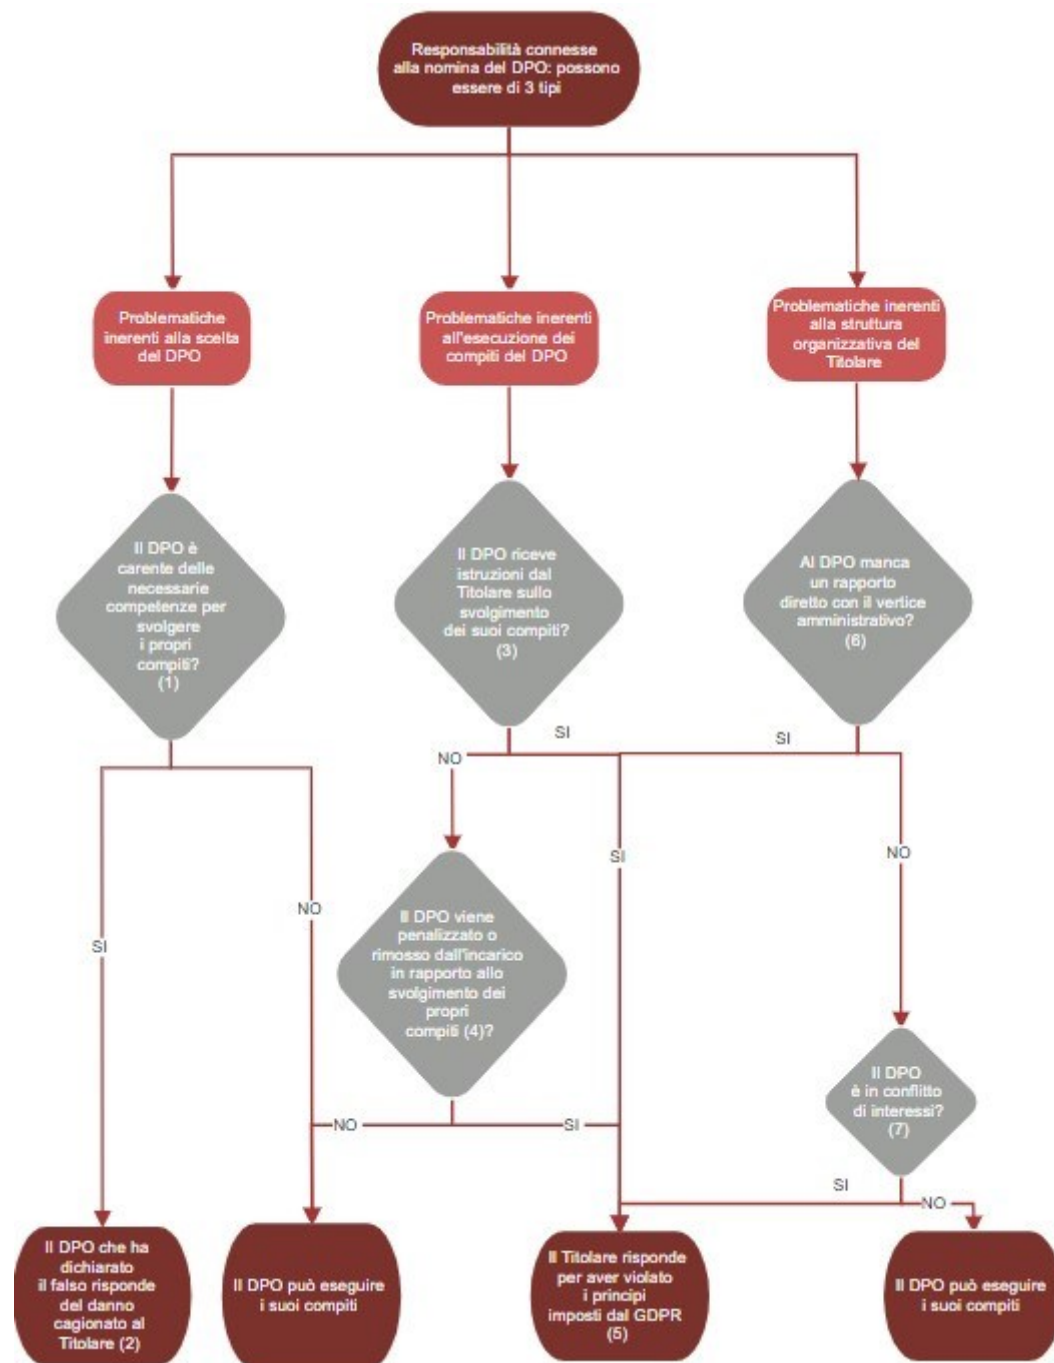 Responsabilità connesse
alla nomina del DPO: possono
essere di 3 tipi
Problematiche
inerenti alla scelta
del DPO
Problematiche inerenti
all'esecuzione dei
compiti del DPO
Problematiche inerenti
alla struttura
organizzativa del
Titolare
Il DPO è
carente delle
necessarie
competenze per
svolgere
i propri
compiti?
(1)
Il DPO riceve
istruzioni dal
Titolare sullo
svolgimento
dei suoi compiti?
(3)
Al DPO manca
un rapporto
diretto con il vertice
amministrativo?
(6)
SI
SI
NO
SI
NO
NO
SI
Il DPO viene
penalizzato o
rimosso dall'incarico
in rapporto allo
svolgimento dei
propri
compiti (4)?
Il DPO
è in conflitto
di interessi?
(7)
NO
SI
SI
NO
Il DPO che ha
dichiarato
il falso risponde
del danno
cagionato al
Titolare (2)
Il DPO può eseguire
i suoi compiti
Il Titolare risponde
per aver violato
i principi
imposti dal GDPR
(5)
Il DPO può eseguire
i suoi compiti